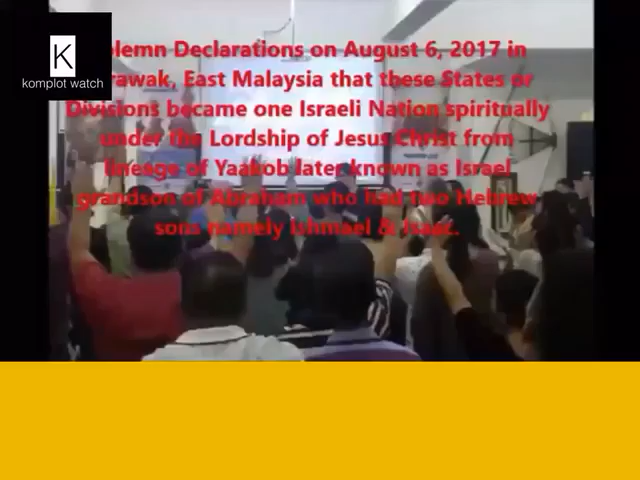 K
komplot watch
lemn Declarations on August 6, 2017 in
rawak, East Malaysia that these States or
Divisions became one Israeli Nation spiritually
under the Lordship of Jesus Christ from
lineage of Yaakob later known as Israel
grandson of Abraham who had two Hebrew
sons namely Ishmael & Isaac.